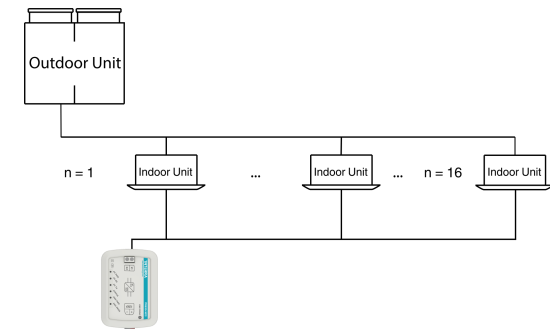 Outdoor Unit
n = 1 Indoor Unit ... Indoor Unit ... n = 16 Indoor Unit